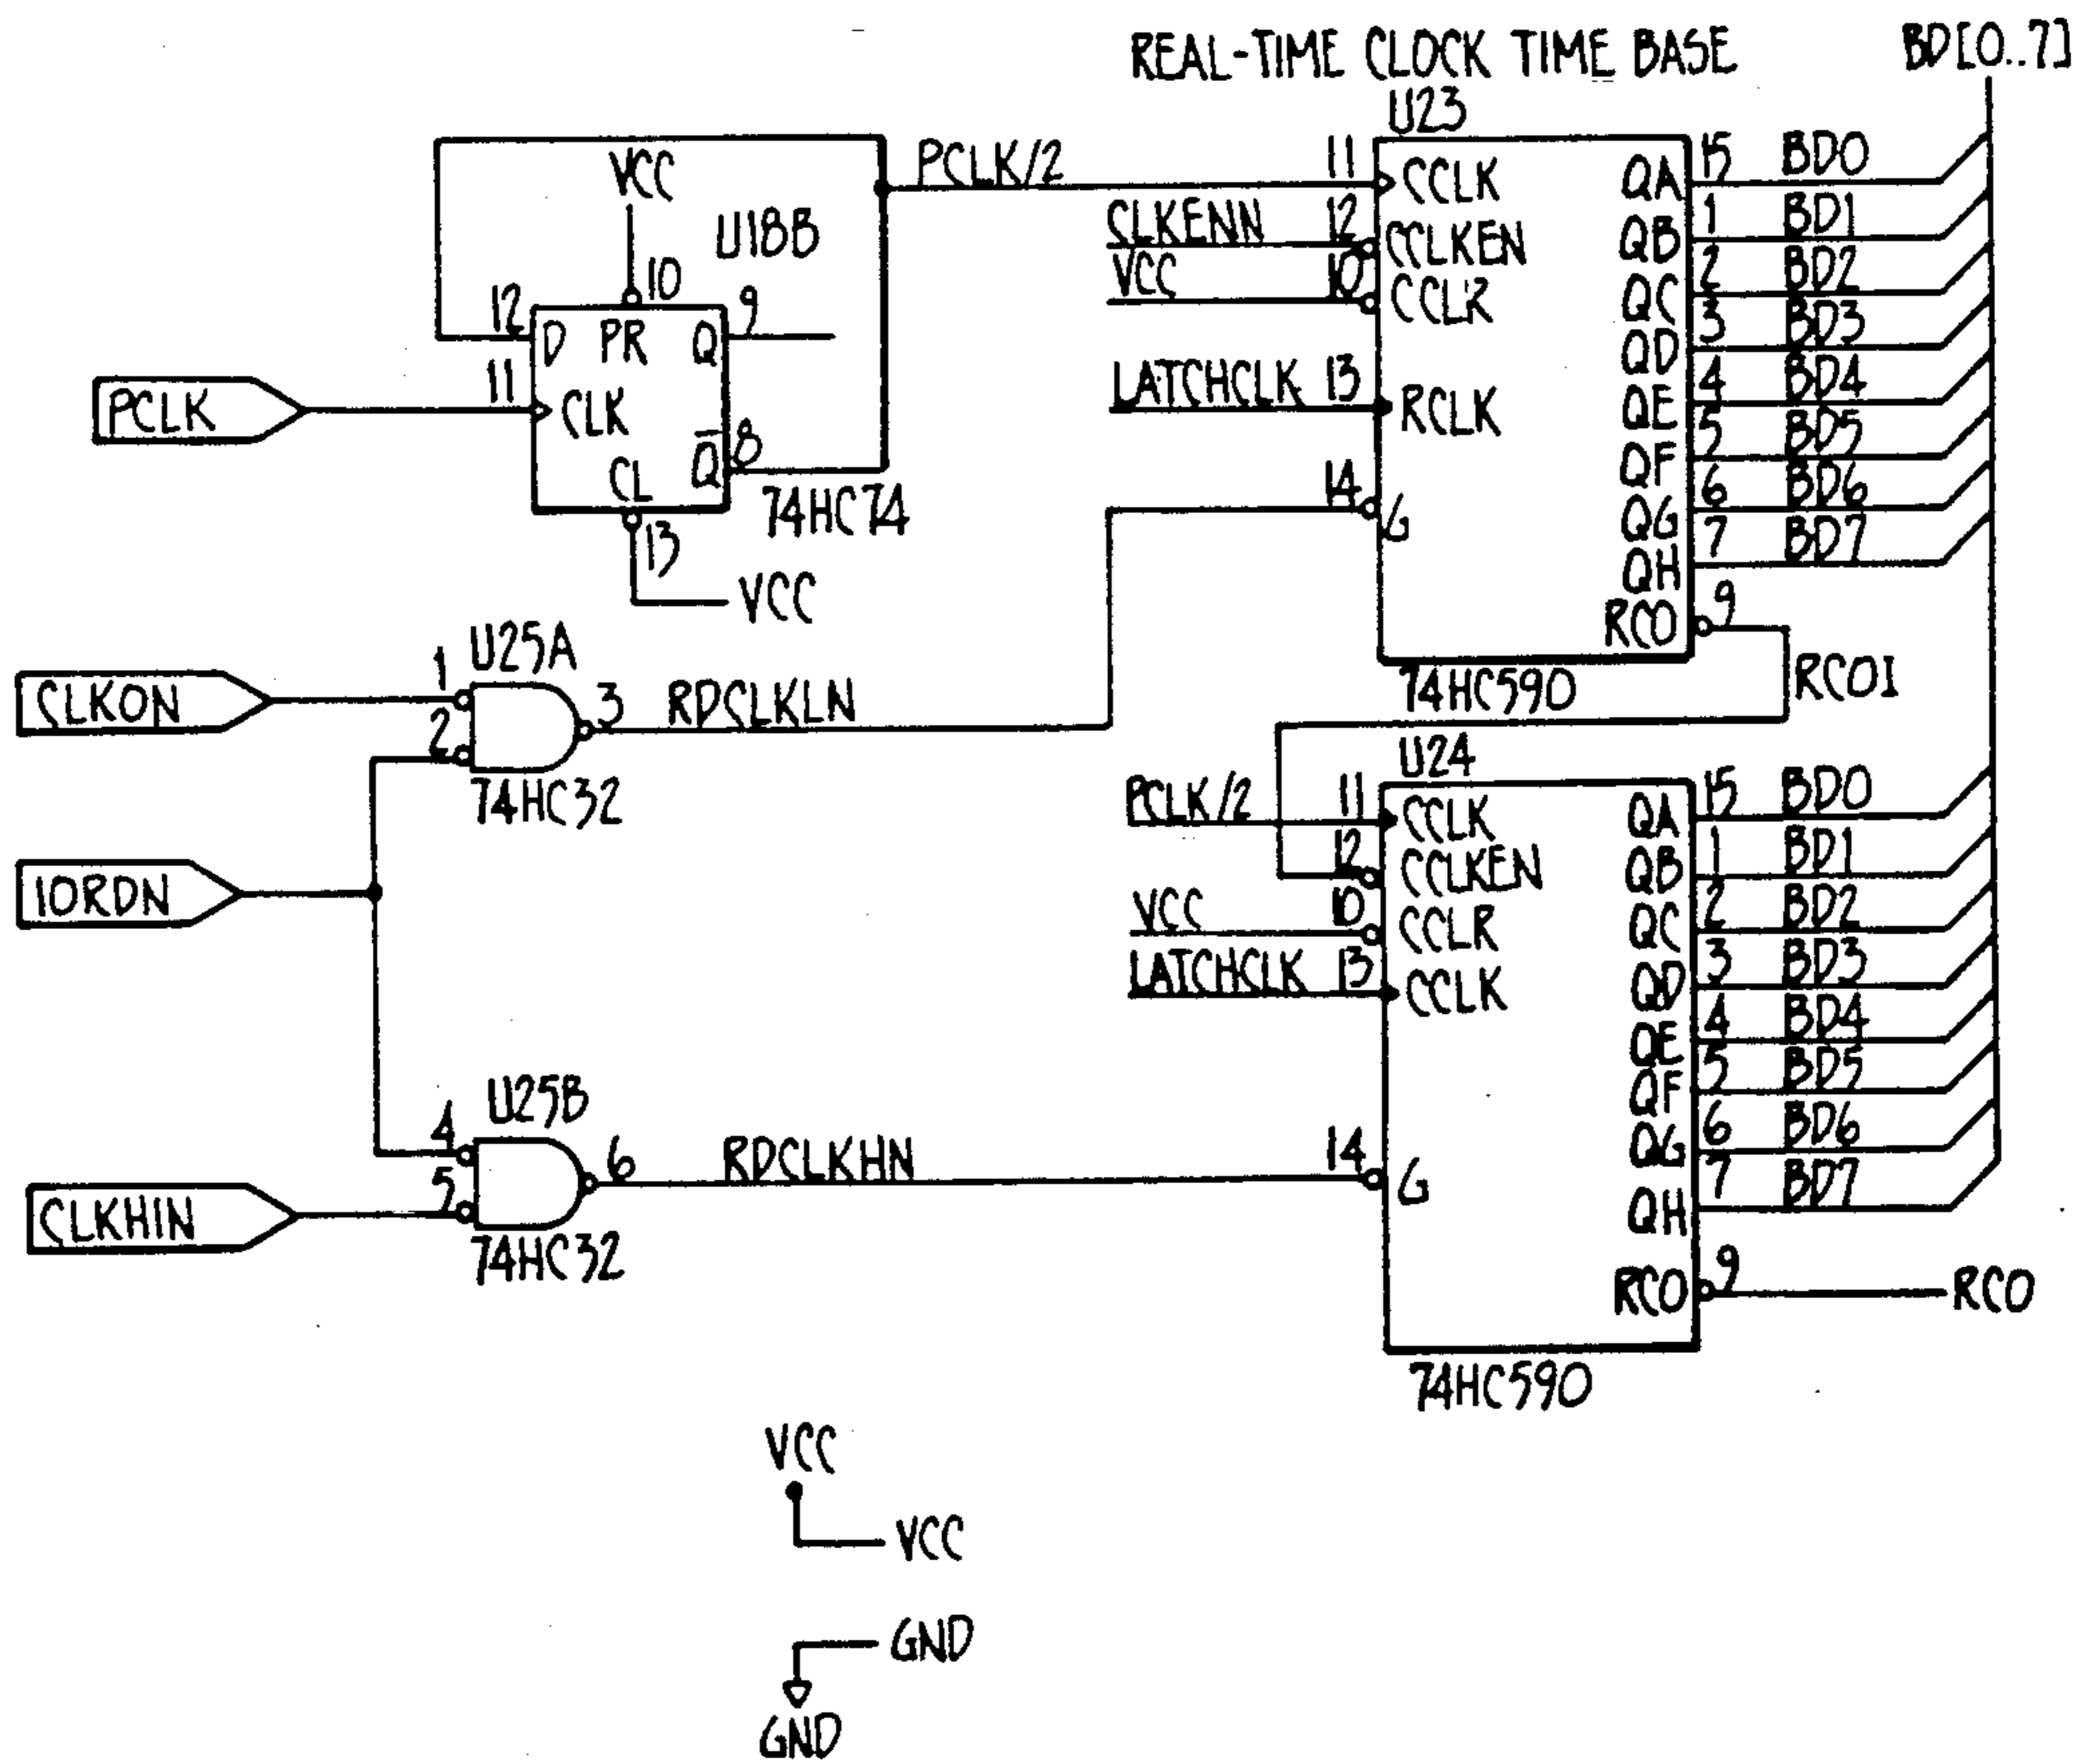 REAL-TIME CLOCK TIME BASE
BD[0..7]
U23
PCLK/2
11
CCLK
QA
15
BD0
SLKENN
12
CCLKEN
QB
1
BD1
VCC
10
CCLR
QC
2
BD2
QD
3
BD3
LATCHCLK
13
RCLK
QE
4
BD4
QF
5
BD5
14
G
QG
6
BD6
QH
7
BD7
RCO
9
74HC590
RCOI
VCC
U18B
10
12
D
PR
Q
9
PCLK
11
CLK
CL
Q
8
74HC74
13
VCC
U25A
CLKON
1
2
3
RDCLKLN
74HC32
IORDN
U25B
4
5
6
RDCLKHN
CLKHIN
74HC32
U24
PCLK/2
11
CCLK
QA
15
BD0
12
CCLKEN
QB
1
BD1
VCC
10
CCLR
QC
2
BD2
LATCHCLK
13
CCLK
QD
3
BD3
QE
4
BD4
QF
5
BD5
14
G
QG
6
BD6
QH
7
BD7
RCO
9
RCO
74HC590
VCC
VCC
GND
GND